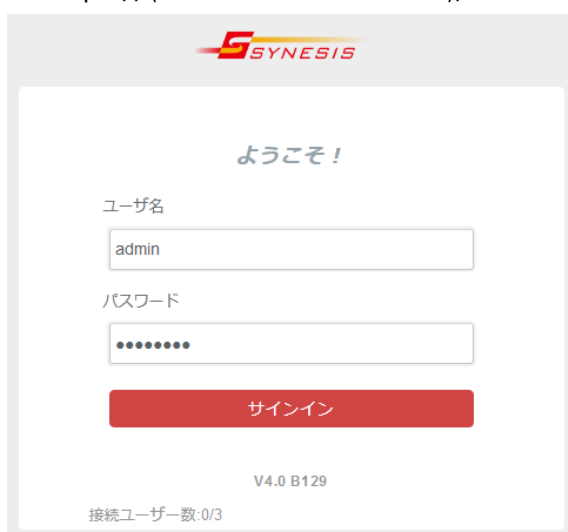 SYNESIS
ようこそ！
ユーザ名
admin
パスワード
••••••••
サインイン
V4.0 B129
接続ユーザー数:0/3